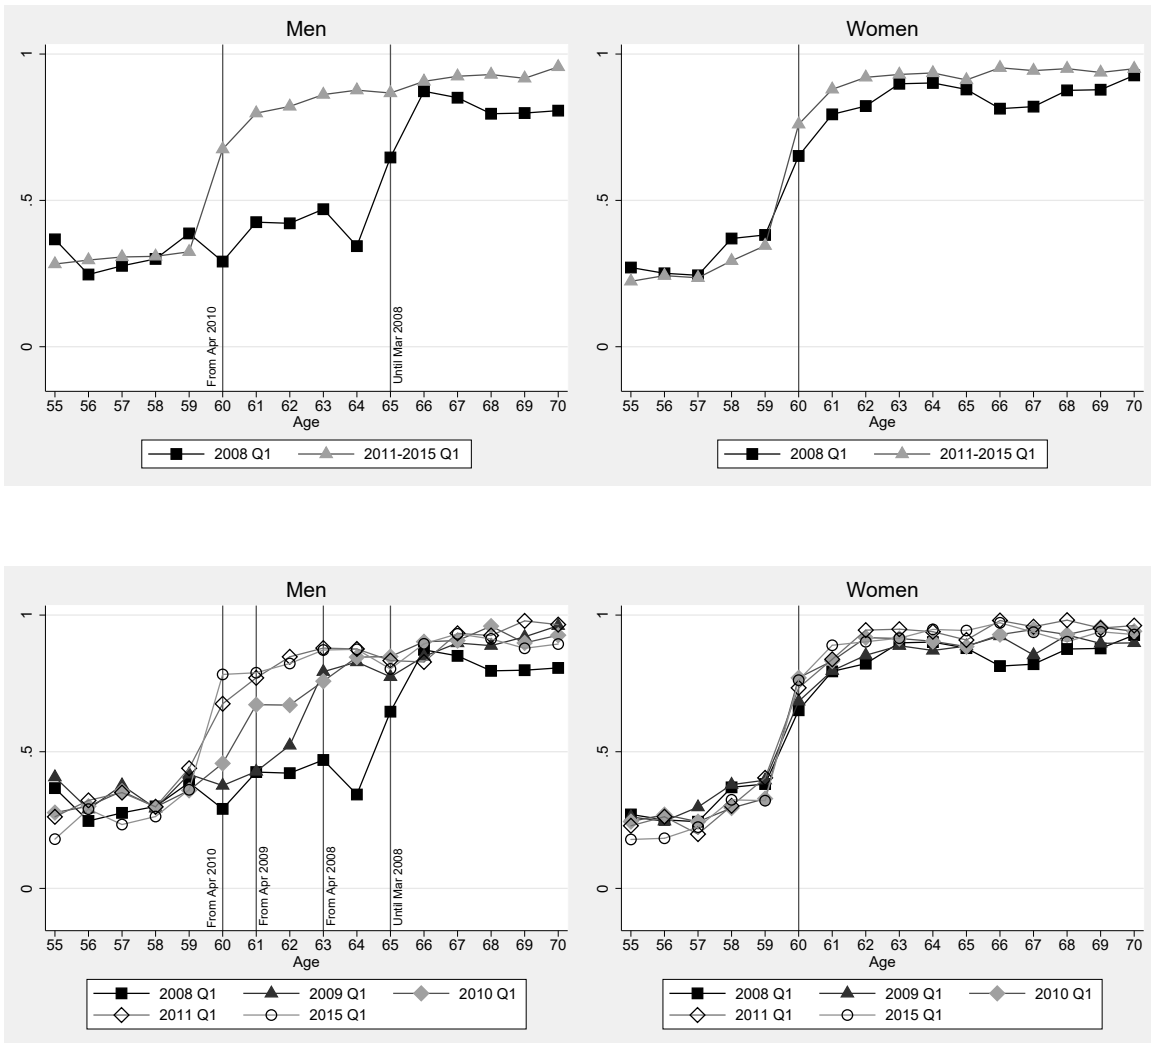 Men
Women
1
.5
0
From Apr 2010
Until Mar 2008
55 56 57 58 59 60 61 62 63 64 65 66 67 68 69 70
Age
2008 Q1
2011-2015 Q1
1
.5
0
55 56 57 58 59 60 61 62 63 64 65 66 67 68 69 70
Age
2008 Q1
2011-2015 Q1
Men
Women
1
.5
0
From Apr 2010
From Apr 2009
From Apr 2008
Until Mar 2008
55 56 57 58 59 60 61 62 63 64 65 66 67 68 69 70
Age
2008 Q1
2009 Q1
2010 Q1
2011 Q1
2015 Q1
1
.5
0
55 56 57 58 59 60 61 62 63 64 65 66 67 68 69 70
Age
2008 Q1
2009 Q1
2010 Q1
2011 Q1
2015 Q1